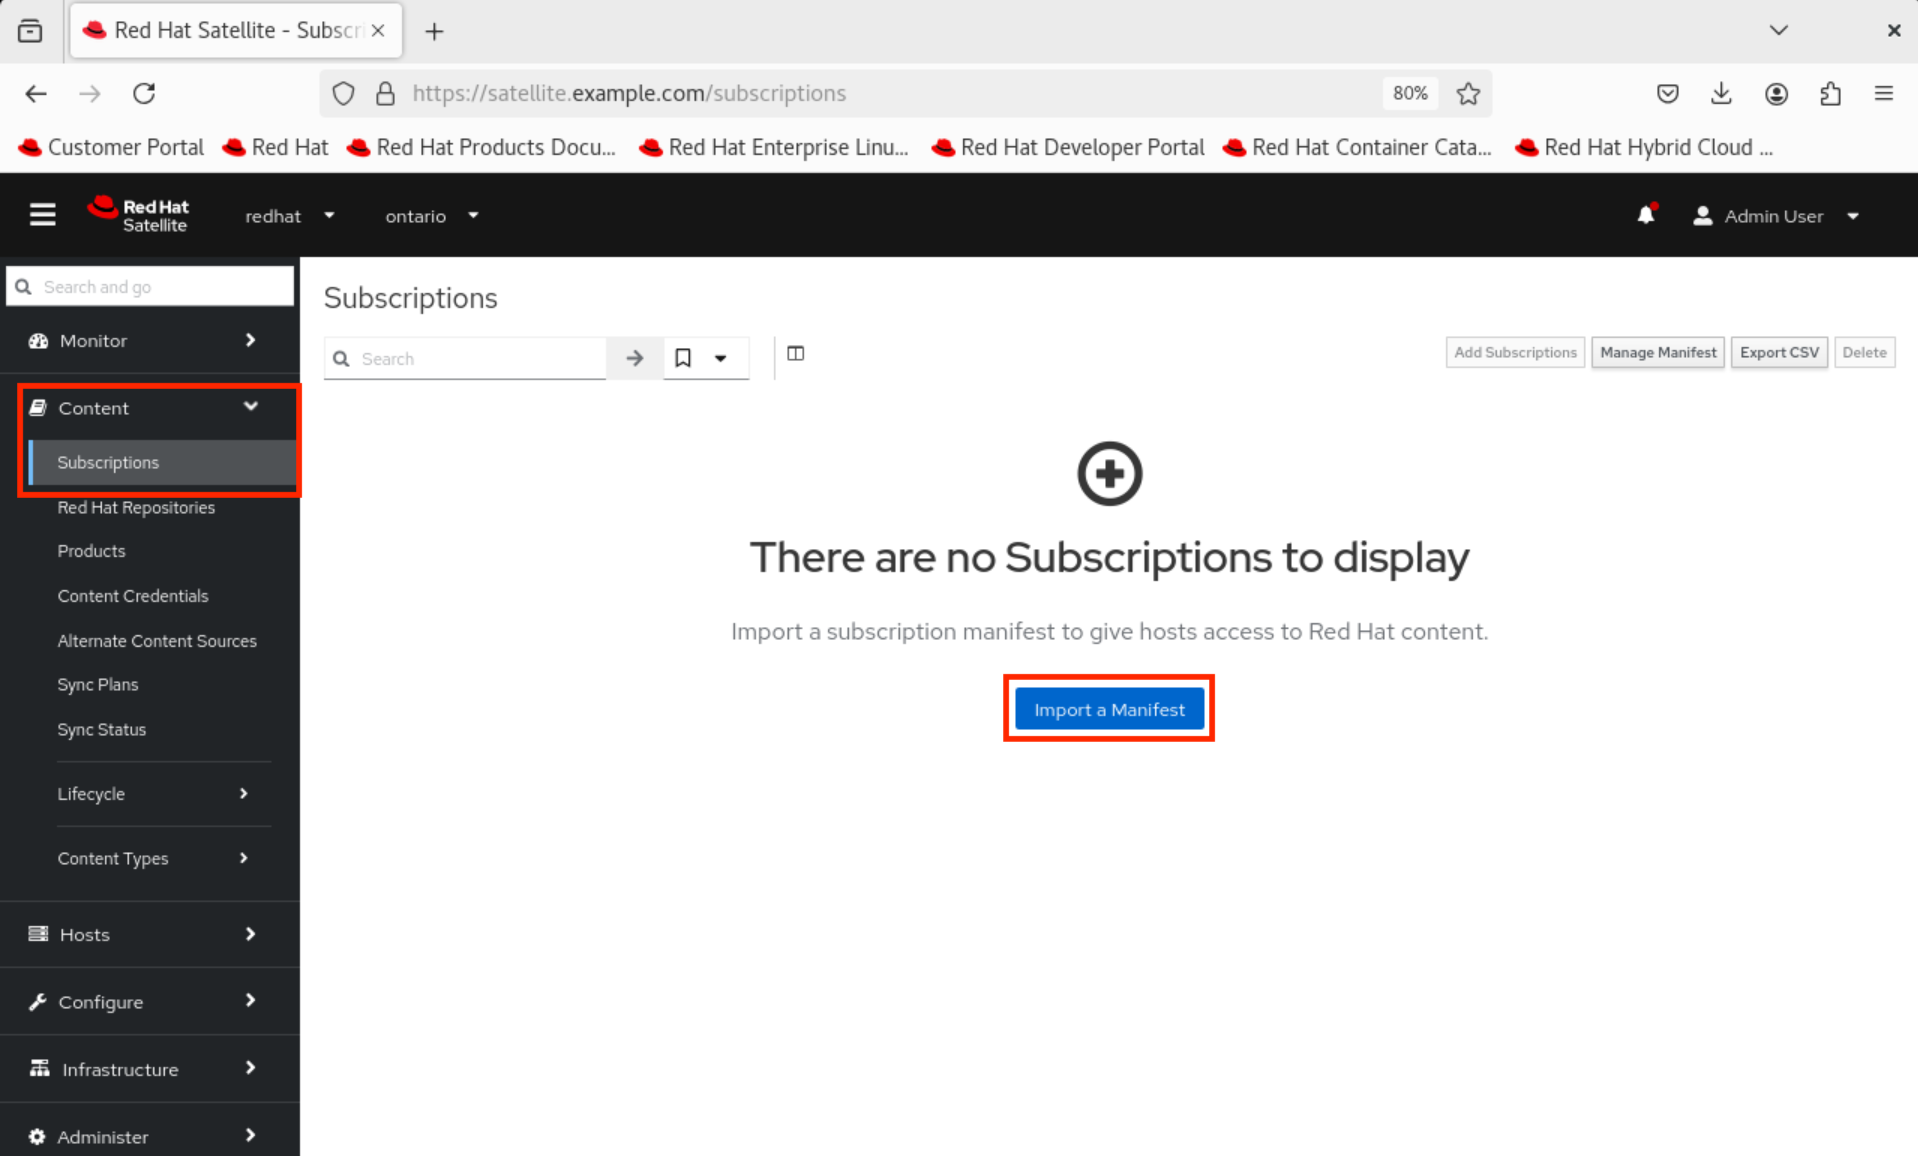 Red Hat Satellite - Subscri
https://satellite.example.com/subscriptions
80%
Customer Portal
Red Hat
Red Hat Products Docu...
Red Hat Enterprise Linu...
Red Hat Developer Portal
Red Hat Container Cata...
Red Hat Hybrid Cloud ...
Red Hat
Satellite
redhat
ontario
Admin User
Search and go
Monitor
Content
Subscriptions
Red Hat Repositories
Products
Content Credentials
Alternate Content Sources
Sync Plans
Sync Status
Lifecycle
Content Types
Hosts
Configure
Infrastructure
Administer
Subscriptions
Search
Add Subscriptions
Manage Manifest
Export CSV
Delete
There are no Subscriptions to display
Import a subscription manifest to give hosts access to Red Hat content.
Import a Manifest